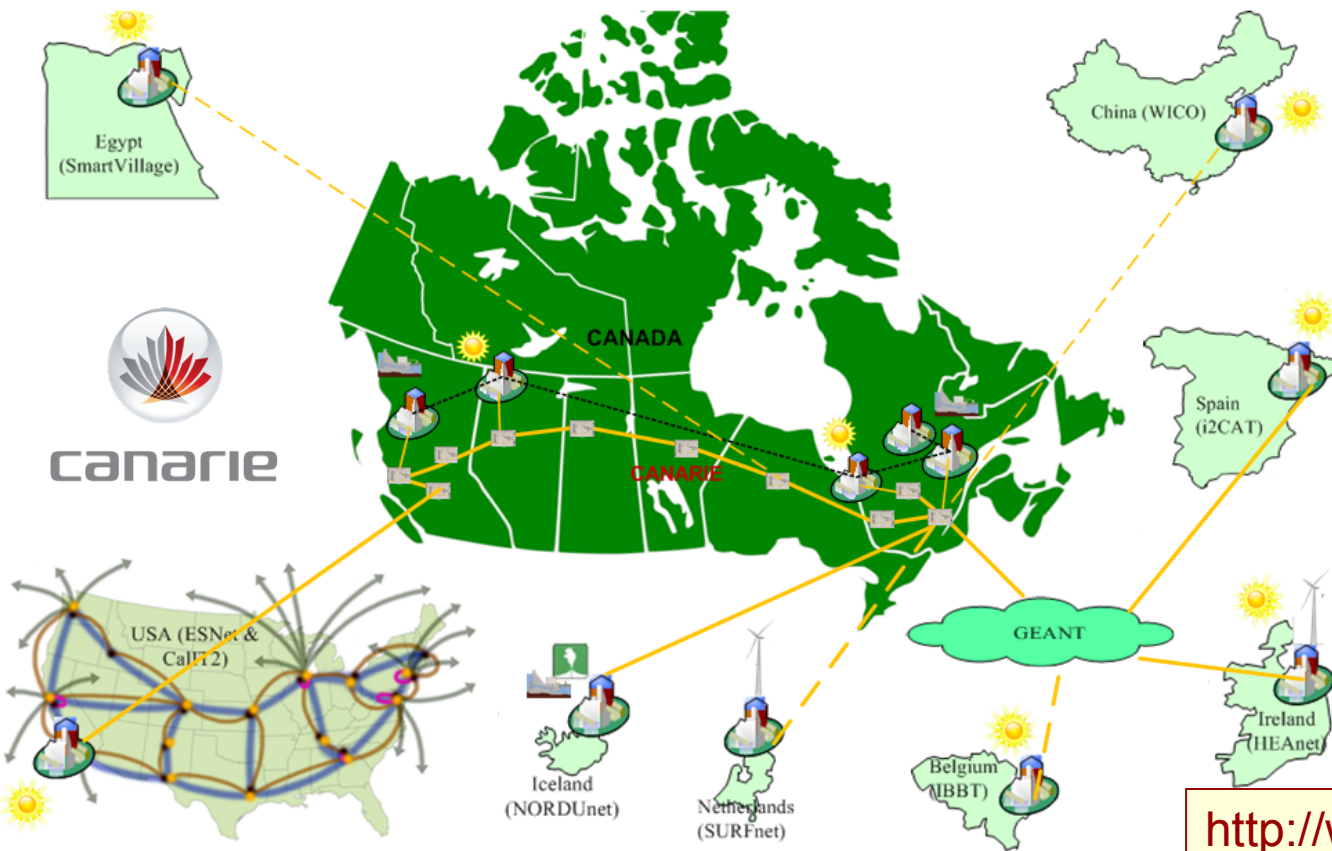 Egypt
(SmartVillage)
China (WICO)
CANADA
Spain
(i2CAT)
canarie
CANARIE
USA (ESNet &
CalIT2)
GEANT
Iceland
(NORDUnet)
Netherlands
(SURFnet)
Belgium
(IBBT)
Ireland
(HEAnet)
http://w